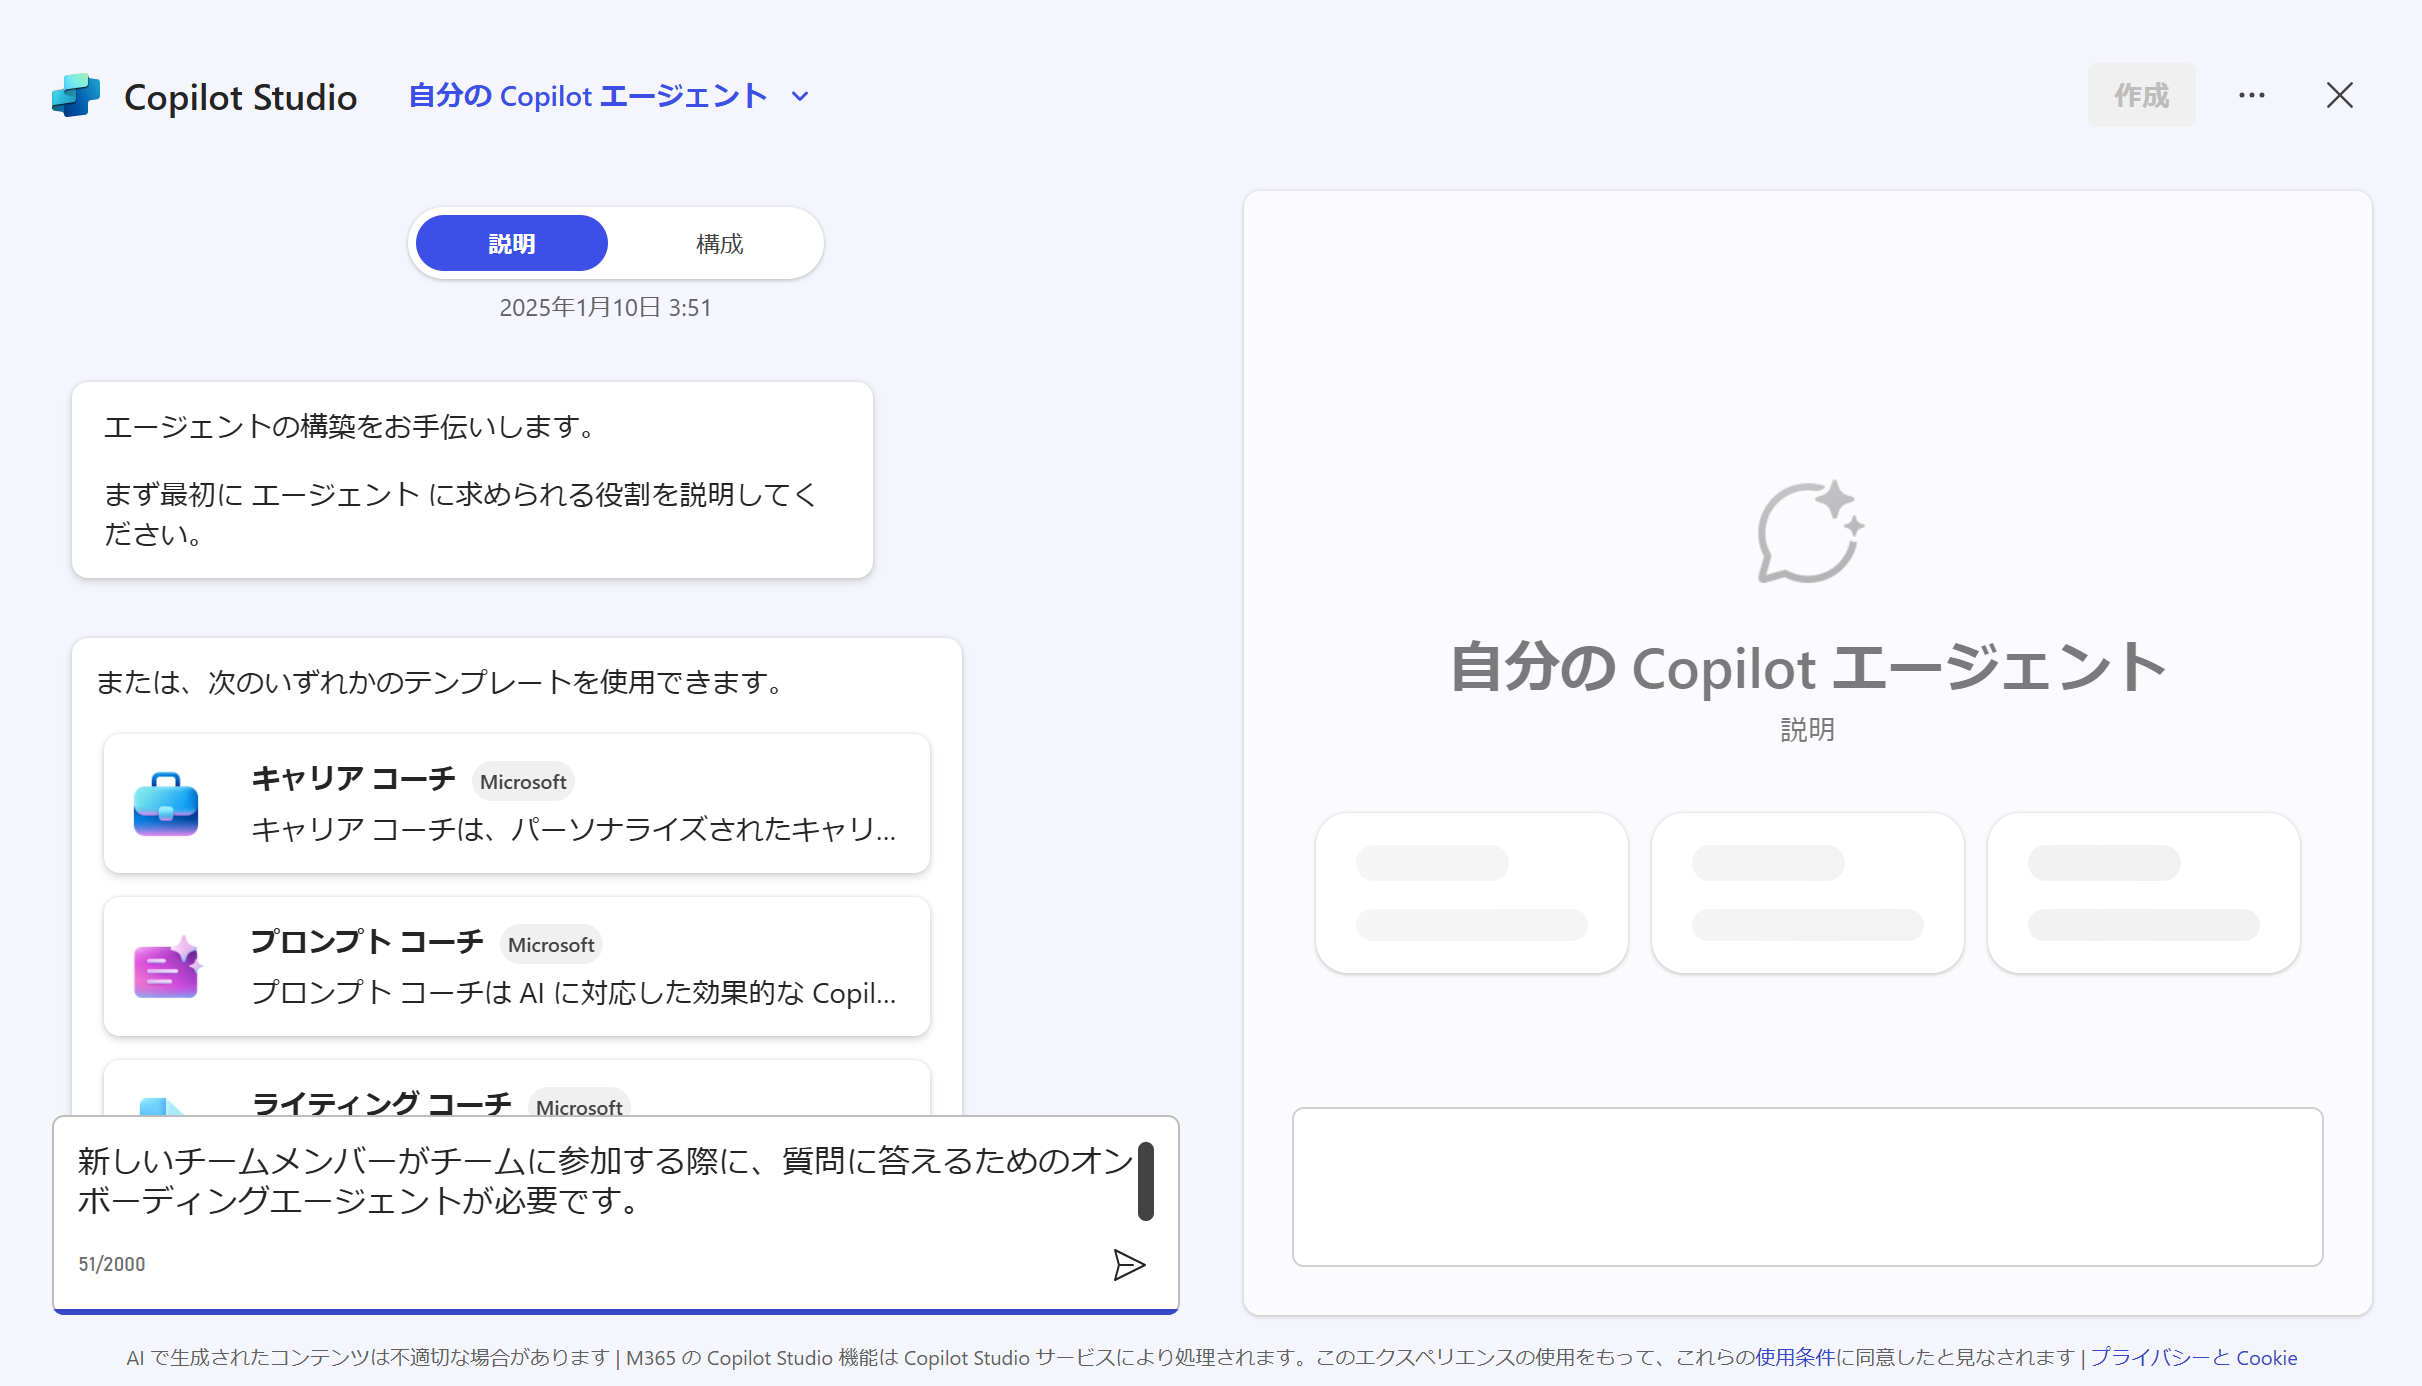 Copilot Studio
自分の Copilot エージェント
作成
説明
構成
2025年1月10日 3:51
エージェントの構築をお手伝いします。
まず最初に エージェント に求められる役割を説明してく
ださい。
または、次のいずれかのテンプレートを使用できます。
キャリア コーチ
Microsoft
キャリア コーチは、パーソナライズされたキャリ...
プロンプト コーチ
Microsoft
プロンプト コーチは AI に対応した効果的な Copil...
ライティング コーチ
Microsoft
新しいチームメンバーがチームに参加する際に、質問に答えるためのオン
ボーディングエージェントが必要です。
51/2000
自分の Copilot エージェント
説明
AI で生成されたコンテンツは不適切な場合があります | M365 の Copilot Studio 機能は Copilot Studio サービスにより処理されます。このエクスペリエンスの使用をもって、これらの使用条件に同意したと見なされます | プライバシーと Cookie